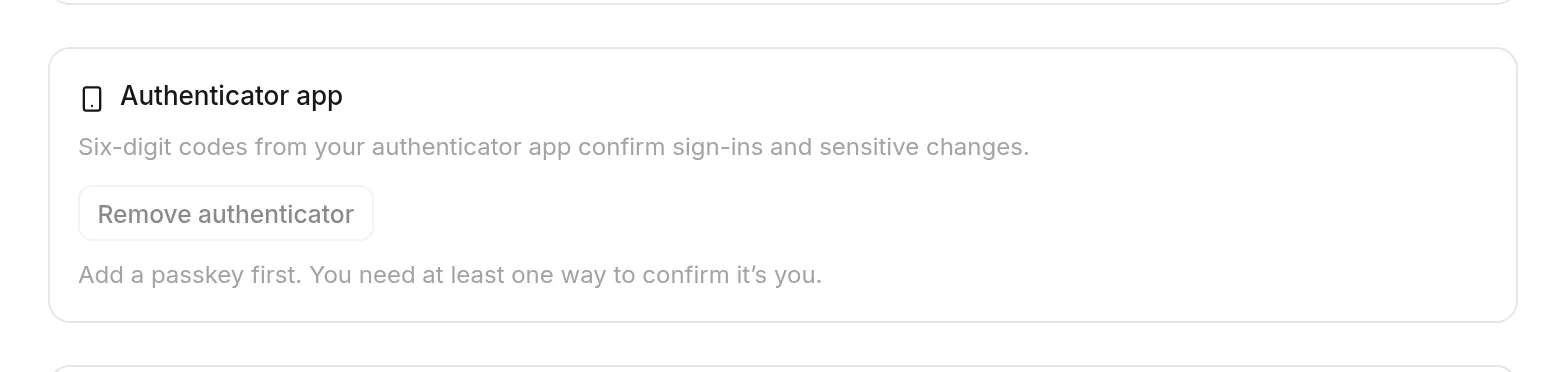 Authenticator app
Six-digit codes from your authenticator app confirm sign-ins and sensitive changes.
Remove authenticator
Add a passkey first. You need at least one way to confirm it’s you.